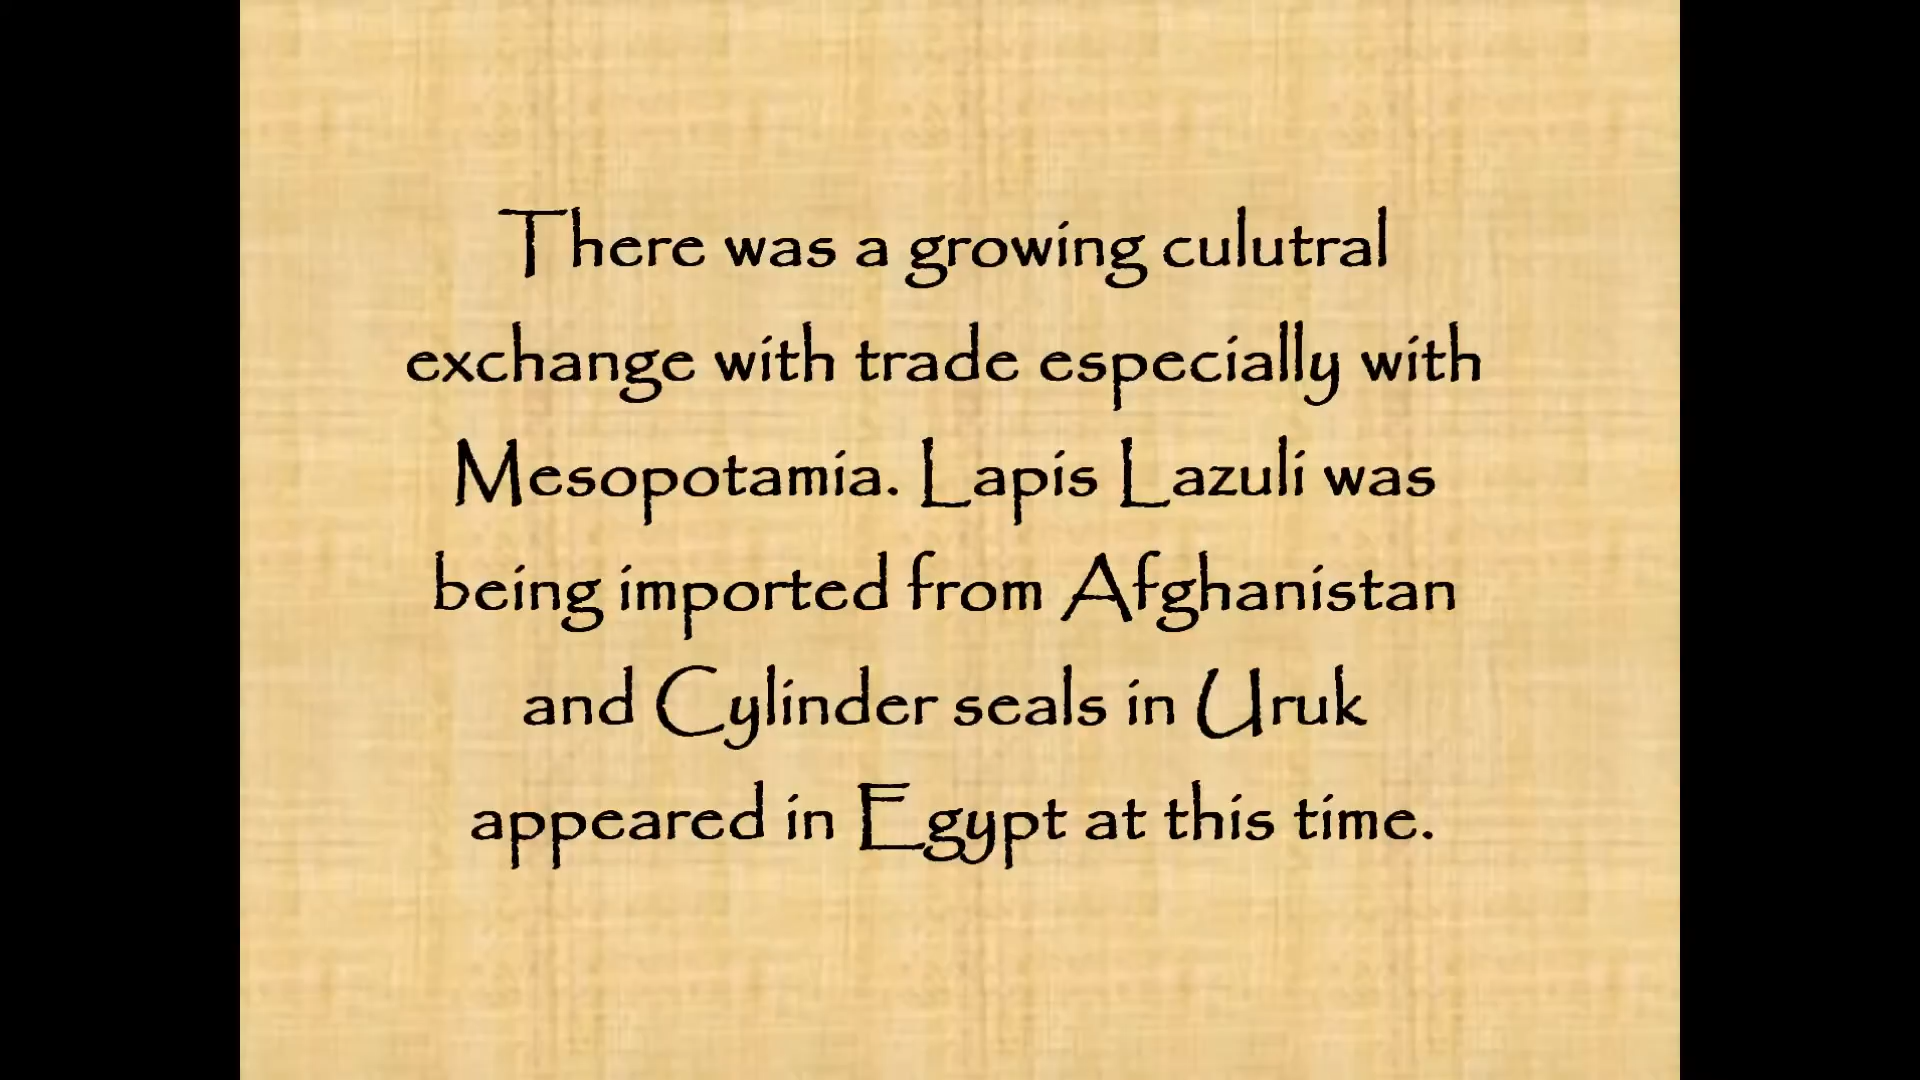 There was a growing culutral
exchange with trade especially with
Mesopotamia. Lapis Lazuli was
being imported from Afghanistan
and Cylinder seals in Uruk
appeared in Egypt at this time.